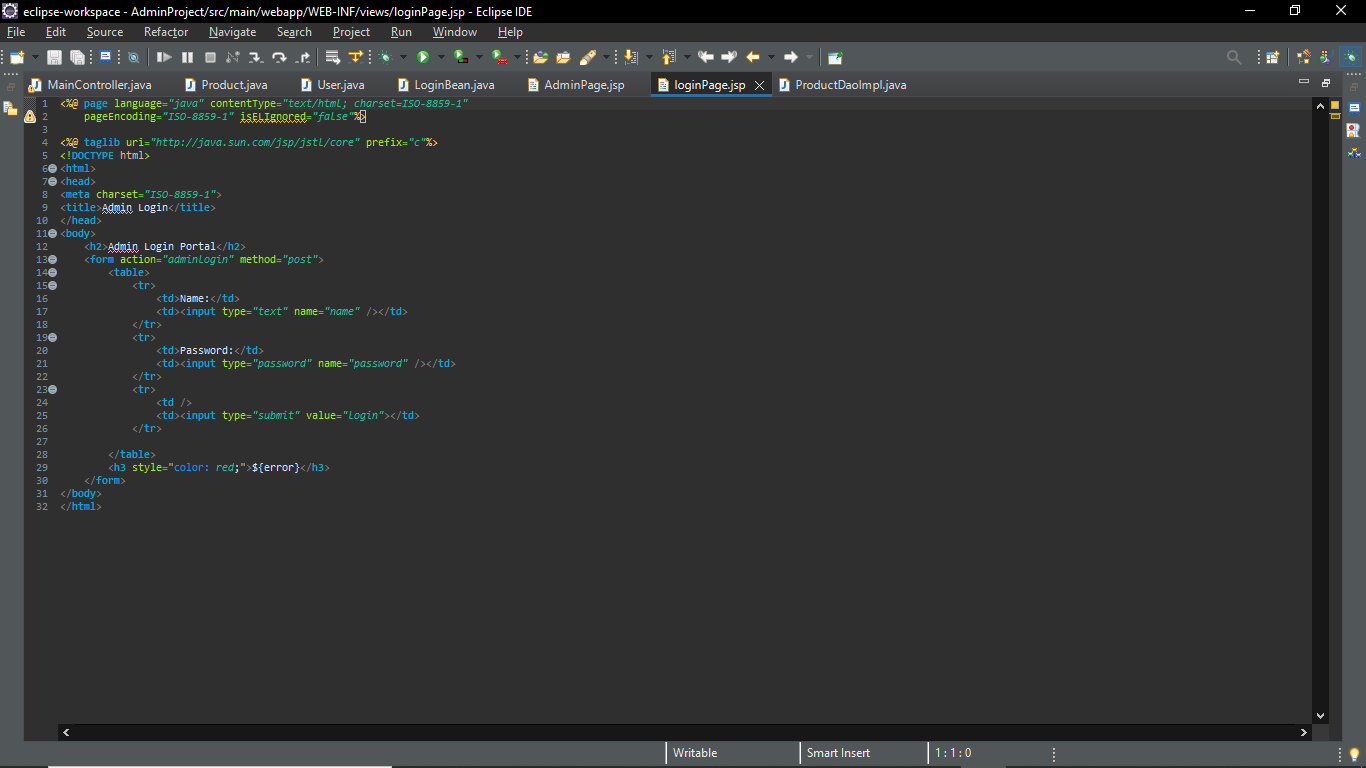 eclipse-workspace - AdminProject/src/main/webapp/WEB-INF/views/loginPage.jsp - Eclipse IDE
File Edit Source Refactor Navigate Search Project Run Window Help
MainController.java Product.java User.java LoginBean.java AdminPage.jsp loginPage.jsp ProductDaoImpl.java
1 <%@ page language="java" contentType="text/html; charset=ISO-8859-1"
2 pageEncoding="ISO-8859-1" isELIgnored="false"%>
3
4 <%@ taglib uri="http://java.sun.com/jsp/jstl/core" prefix="c"%>
5 <!DOCTYPE html>
6 <html>
7 <head>
8 <meta charset="ISO-8859-1">
9 <title>Admin Login</title>
10 </head>
11 <body>
12 <h2>Admin Login Portal</h2>
13 <form action="adminLogin" method="post">
14 <table>
15 <tr>
16 <td>Name:</td>
17 <td><input type="text" name="name" /></td>
18 </tr>
19 <tr>
20 <td>Password:</td>
21 <td><input type="password" name="password" /></td>
22 </tr>
23 <tr>
24 <td />
25 <td><input type="submit" value="Login"></td>
26 </tr>
27
28 </table>
29 <h3 style="color: red;">${error}</h3>
30 </form>
31 </body>
32 </html>
Writable Smart Insert 1 : 1 : 0